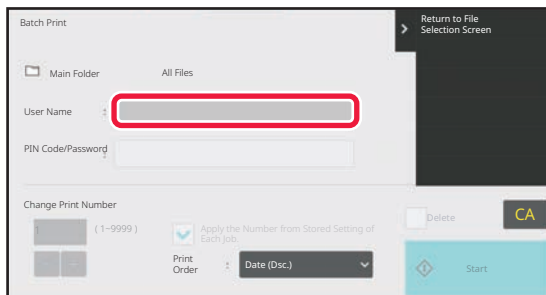 Batch Print
Return to File
Selection Screen
Main Folder
All Files
User Name :
PIN Code/Password :
Change Print Number
1
( 1~9999 )
Apply the Number from Stored Setting of
Each Job.
Print
Order : Date (Dsc.)
Delete
CA
Start